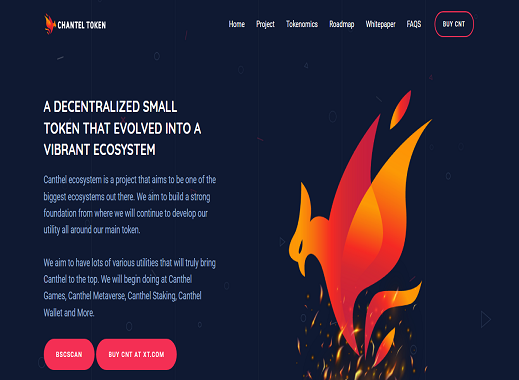 CHANTEL TOKEN
Home Project Tokenomics Roadmap Whitepaper FAQS BUY CNT
A DECENTRALIZED SMALL
TOKEN THAT EVOLVED INTO A
VIBRANT ECOSYSTEM
Canthel ecosystem is a project that aims to be one of the
biggest ecosystems out there. We aim to build a strong
foundation from where we will continue to develop our
utility all around our main token.
We aim to have lots of various utilities that will truly bring
Canthel to the top. We will begin doing at Canthel
Games, Canthel Metaverse, Canthel Staking, Canthel
Wallet and More.
BSCSCAN BUY CNT AT XT.COM